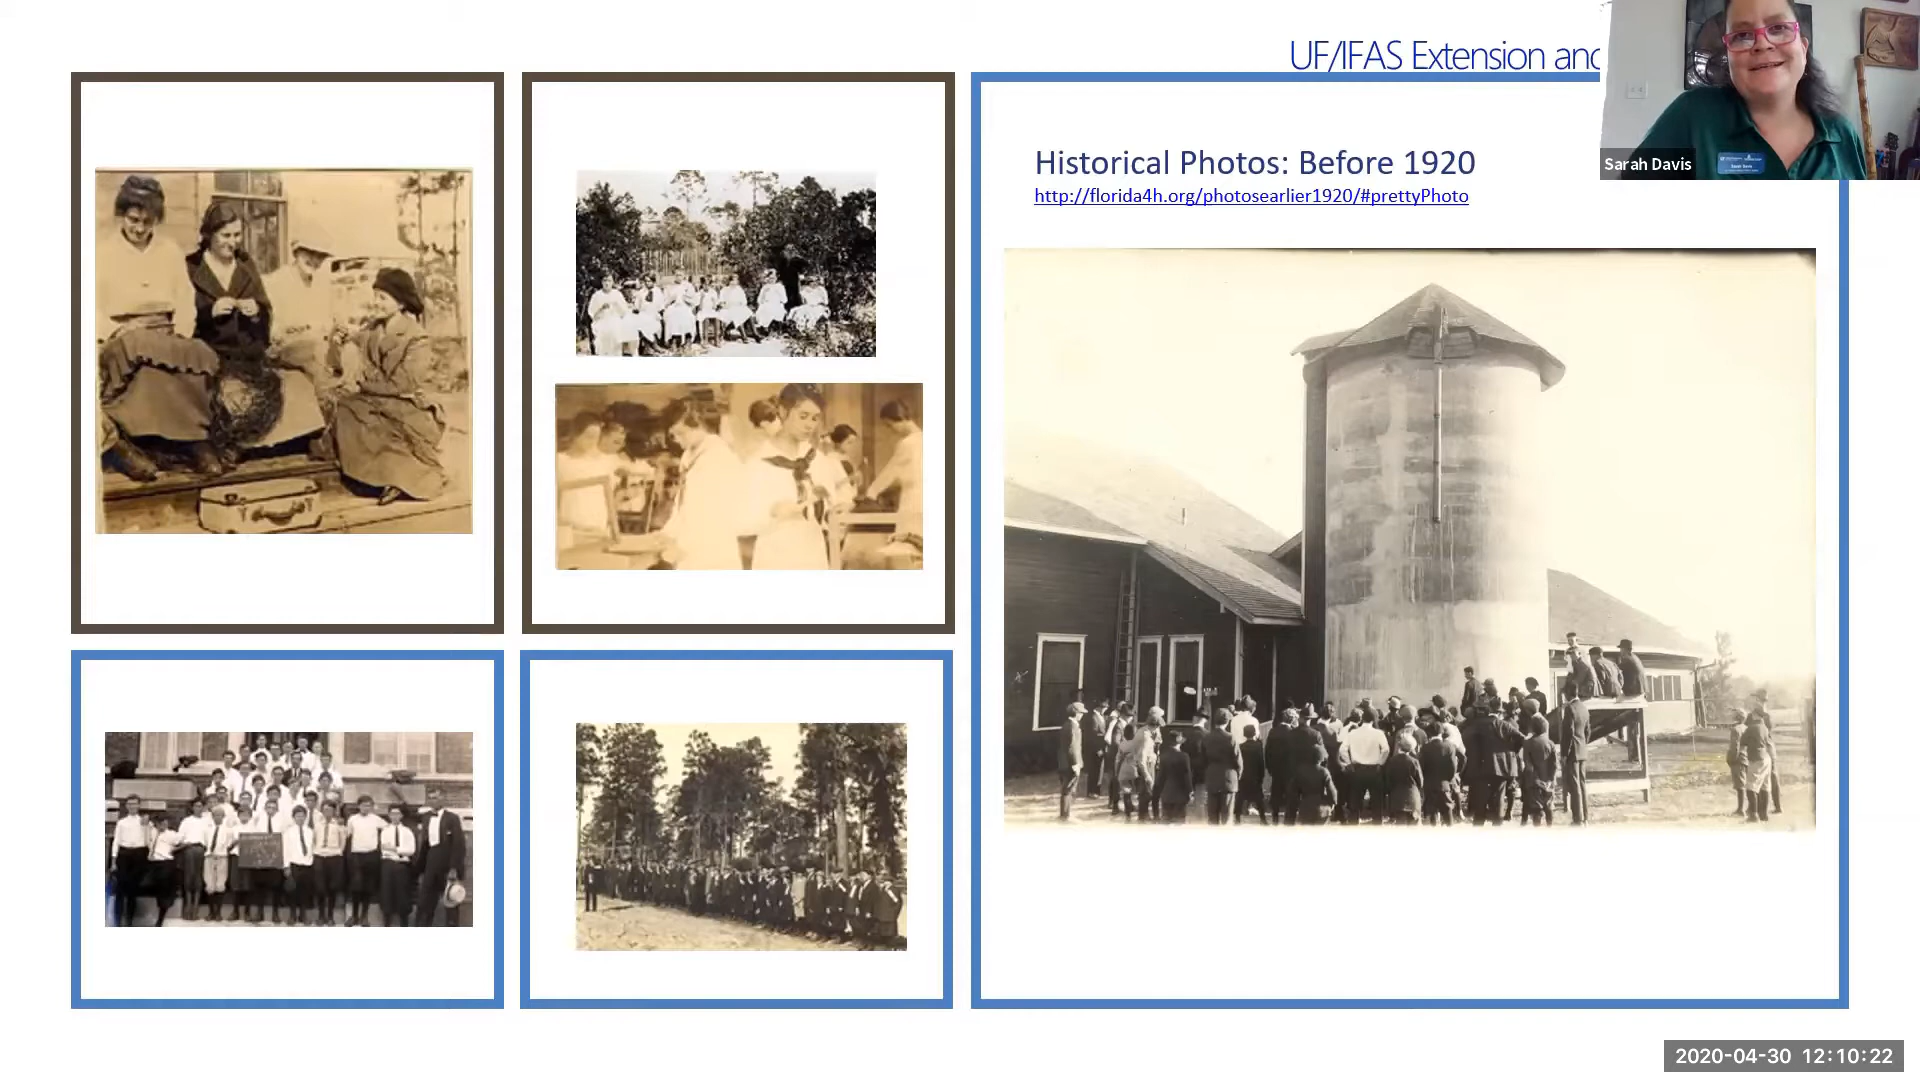 UF/IFAS Extension and
Historical Photos: Before 1920
http://florida4h.org/photosearlier1920/#prettyPhoto
Sarah Davis
2020-04-30 12:10:22